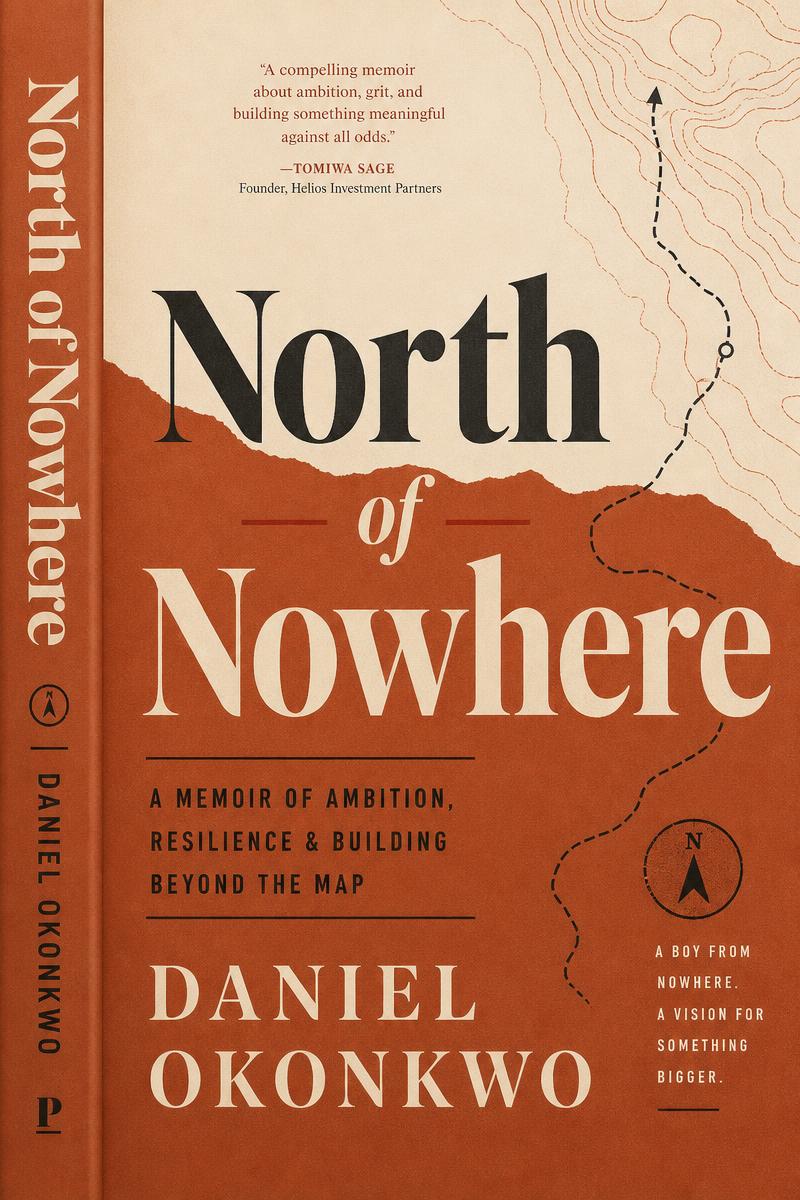 North of Nowhere
N
DANIEL OKONKWO
P
“A compelling memoir
about ambition, grit, and
building something meaningful
against all odds.”
—TOMIWA SAGE
Founder, Helios Investment Partners
North
of
Nowhere
A MEMOIR OF AMBITION,
RESILIENCE & BUILDING
BEYOND THE MAP
DANIEL
OKONKWO
N
A BOY FROM
NOWHERE.
A VISION FOR
SOMETHING
BIGGER.